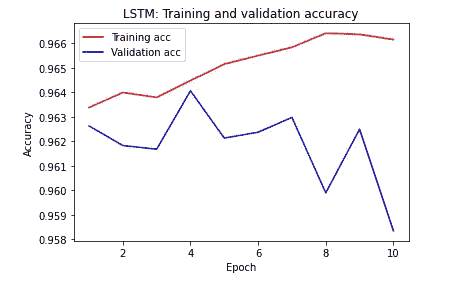 LSTM: Training and validation accuracy
Training acc
Validation acc
0.966
0.965
0.964
0.963
0.962
0.961
0.960
0.959
0.958
Accuracy
2
4
6
8
10
Epoch